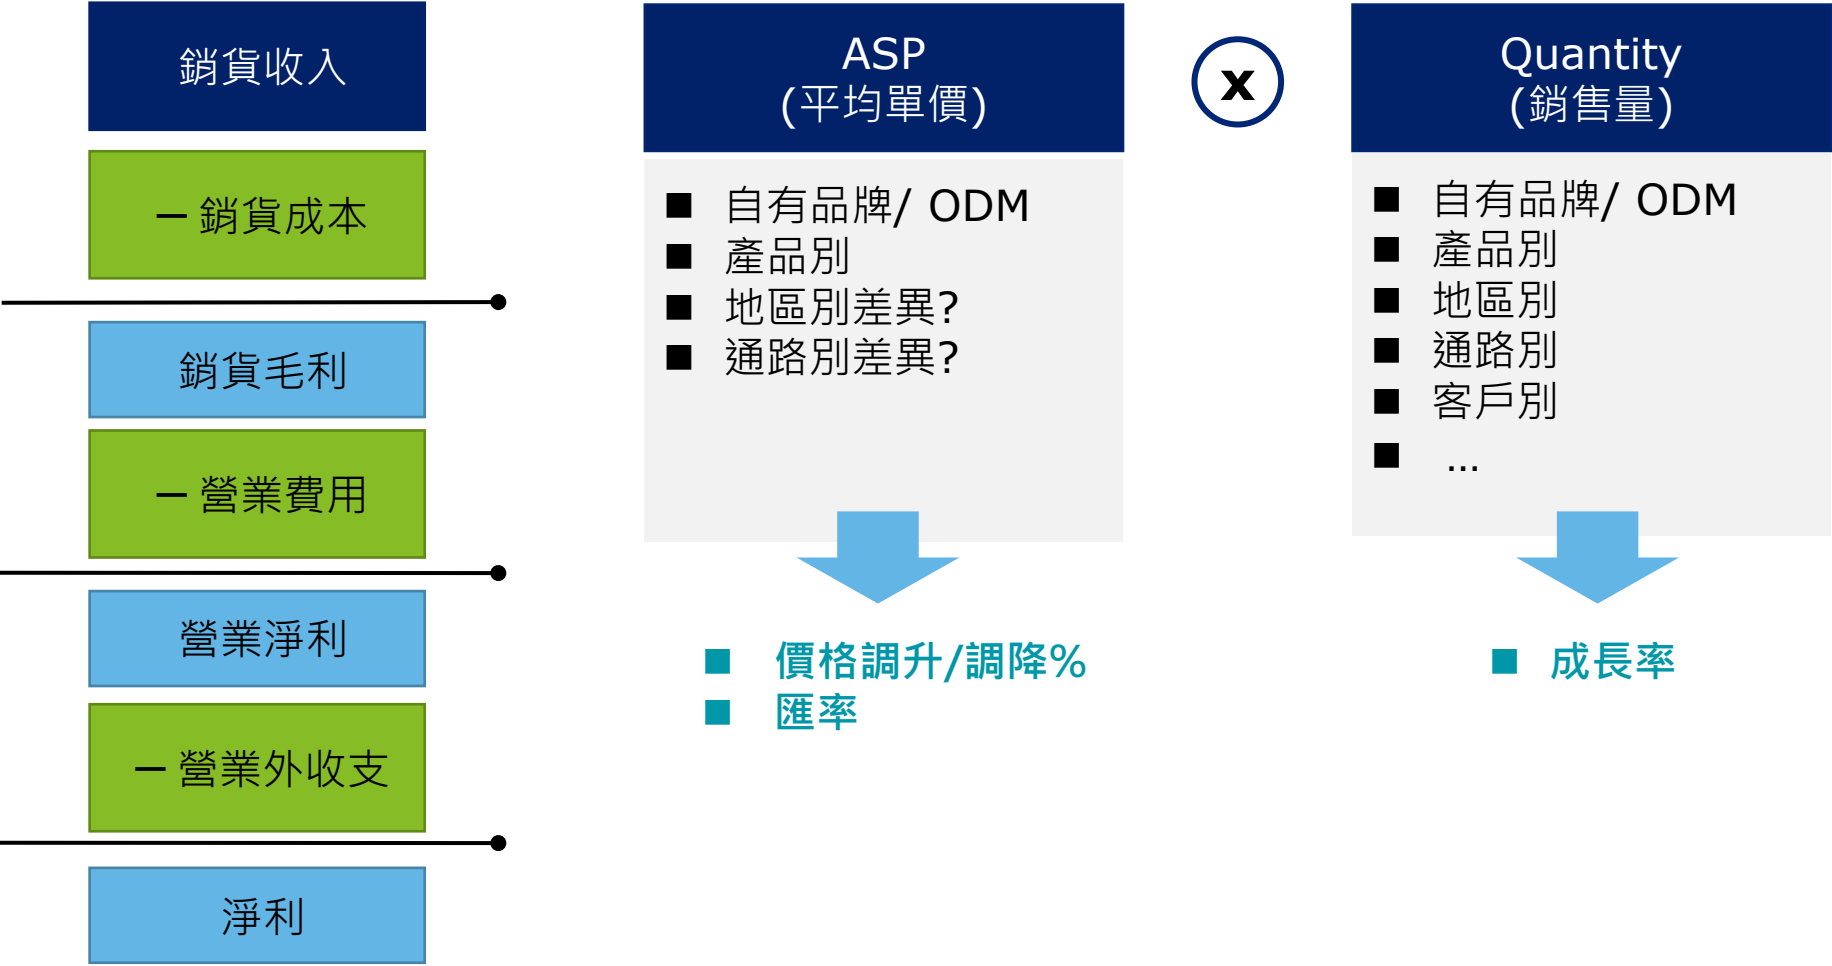 銷貨收入
－銷貨成本
銷貨毛利
－營業費用
營業淨利
－營業外收支
淨利
ASP
(平均單價)
■ 自有品牌/ ODM
■ 產品別
■ 地區別差異?
■ 通路別差異?
■ 價格調升/調降%
■ 匯率
x
Quantity
(銷售量)
■ 自有品牌/ ODM
■ 產品別
■ 地區別
■ 通路別
■ 客戶別
■ ...
■ 成長率